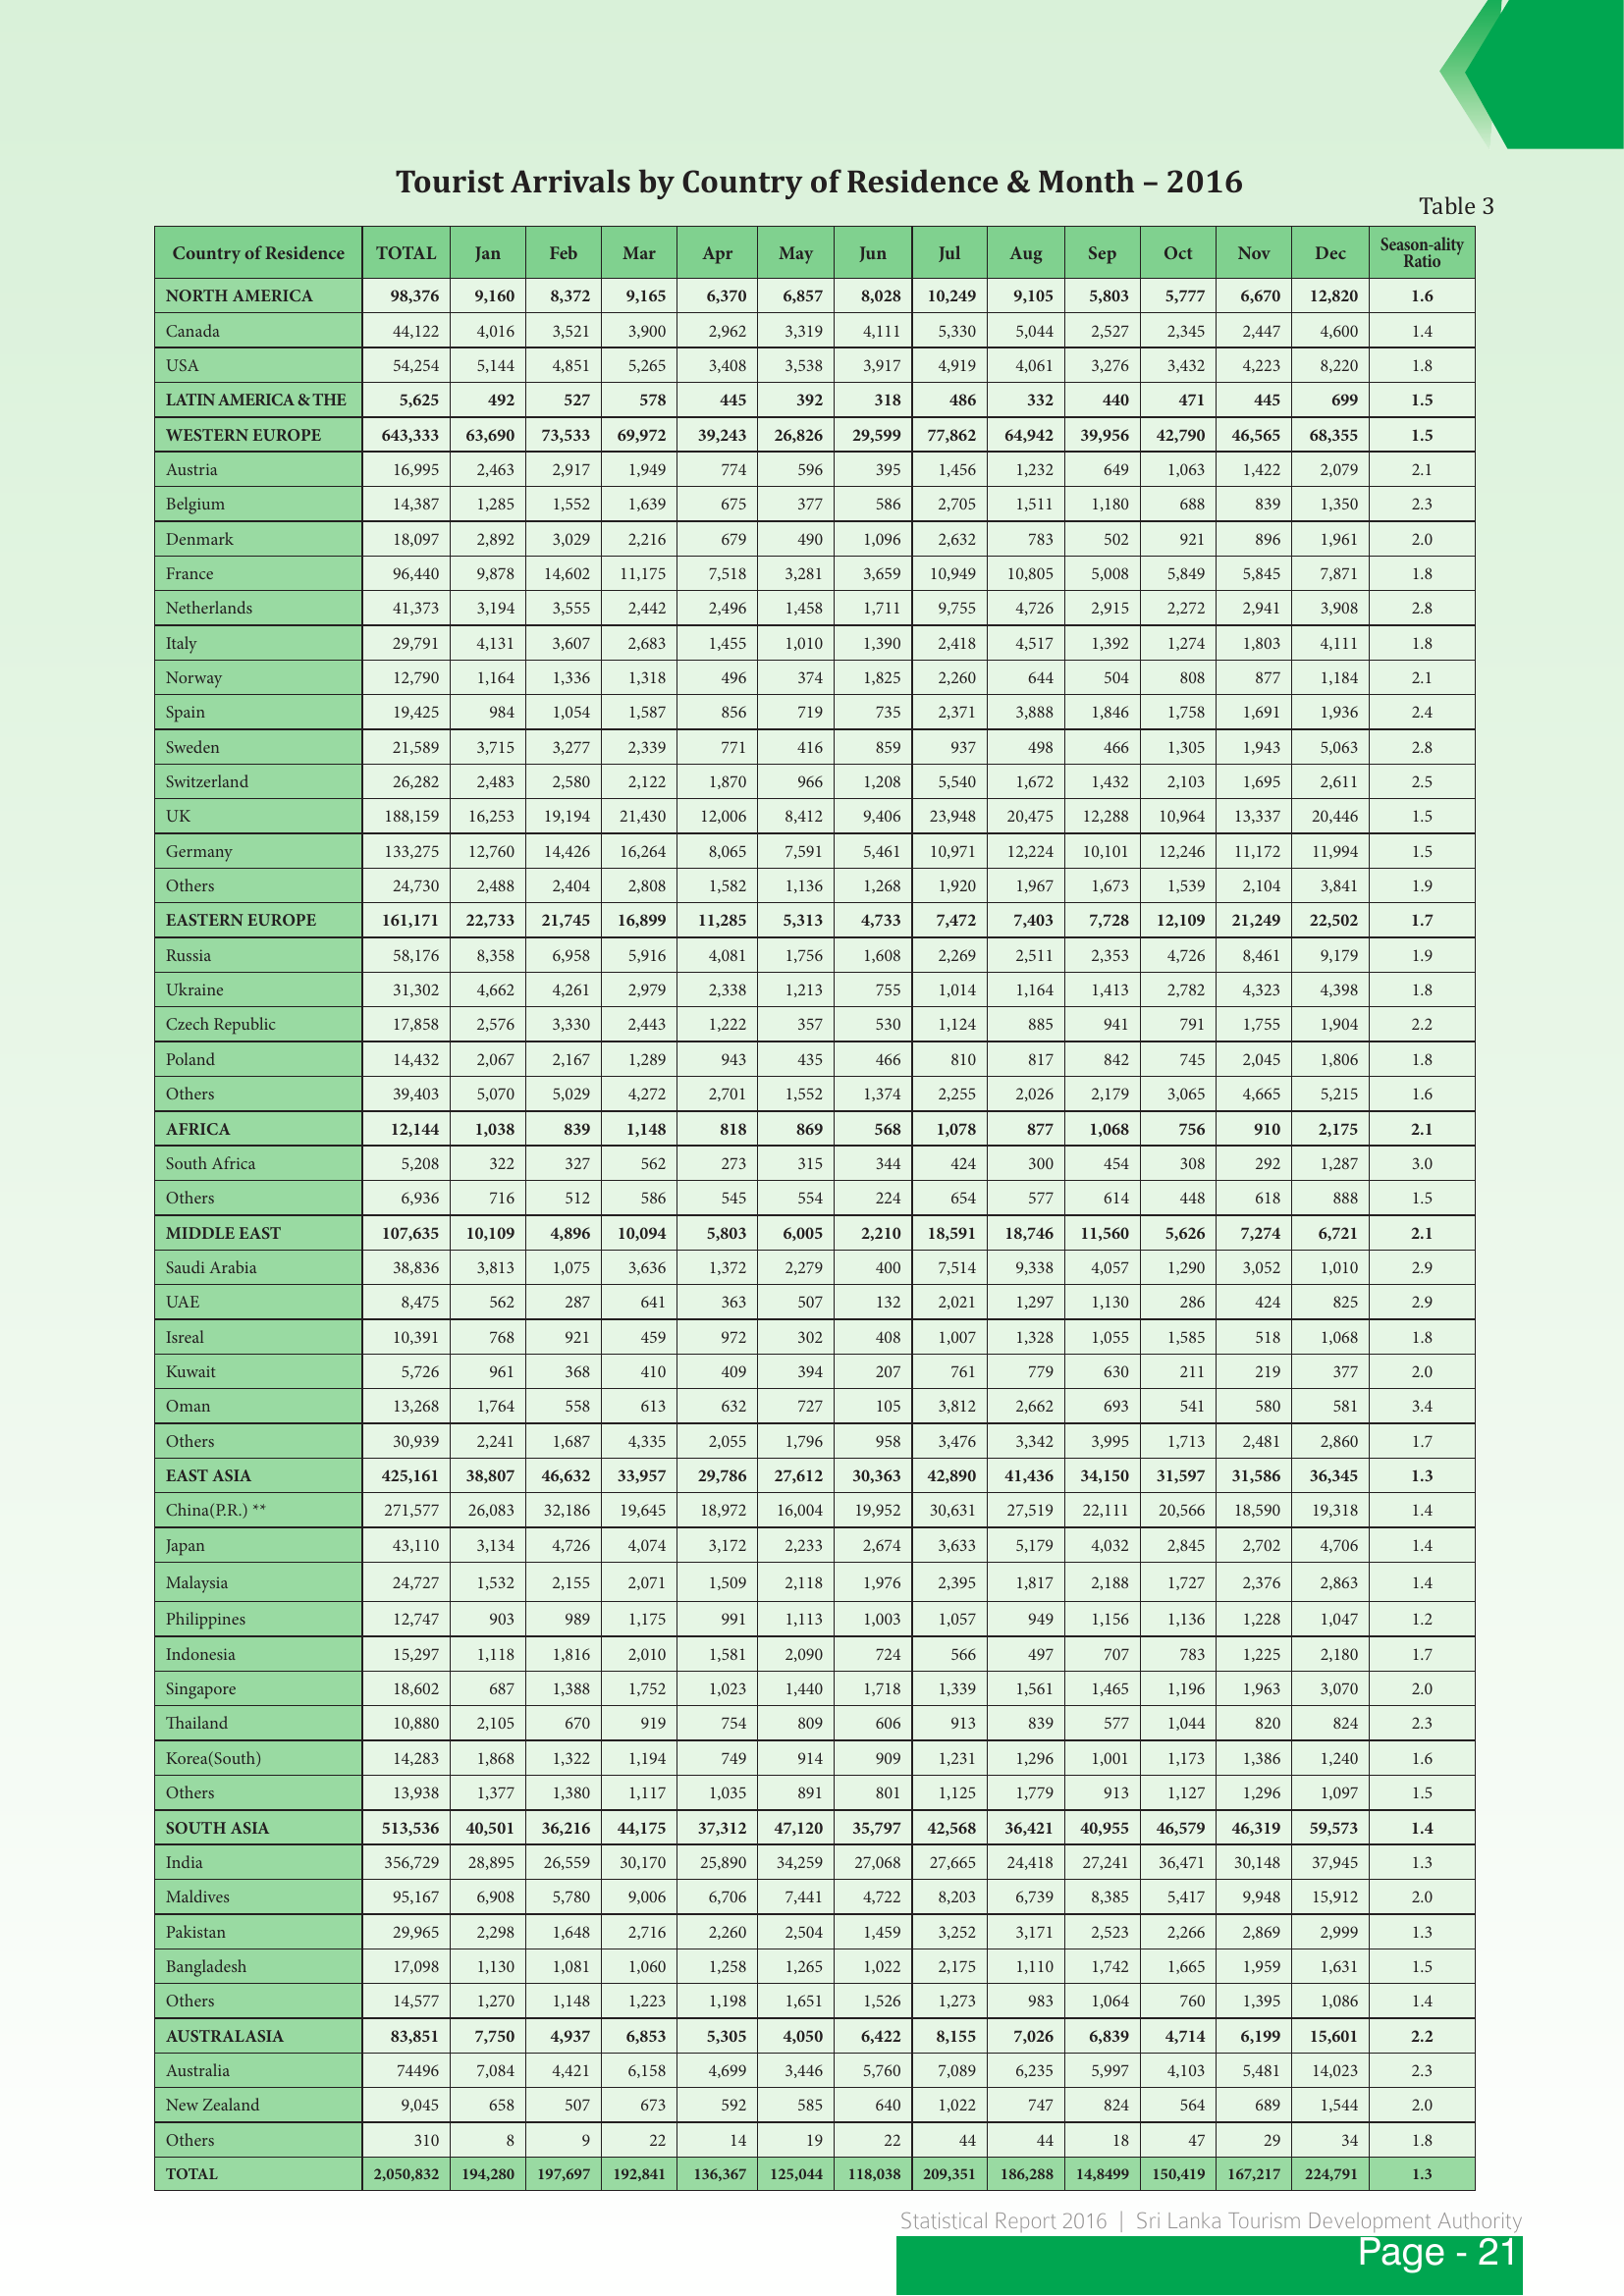 Tourist Arrivals by Country of Residence & Month – 2016
Table 3
Country of Residence TOTAL Jan Feb Mar Apr May Jun Jul Aug Sep Oct Nov Dec Season-ality Ratio
NORTH AMERICA 98,376 9,160 8,372 9,165 6,370 6,857 8,028 10,249 9,105 5,803 5,777 6,670 12,820 1.6
Canada 44,122 4,016 3,521 3,900 2,962 3,319 4,111 5,330 5,044 2,527 2,345 2,447 4,600 1.4
USA 54,254 5,144 4,851 5,265 3,408 3,538 3,917 4,919 4,061 3,276 3,432 4,223 8,220 1.8
LATIN AMERICA & THE 5,625 492 527 578 445 392 318 486 332 440 471 445 699 1.5
WESTERN EUROPE 643,333 63,690 73,533 69,972 39,243 26,826 29,599 77,862 64,942 39,956 42,790 46,565 68,355 1.5
Austria 16,995 2,463 2,917 1,949 774 596 395 1,456 1,232 649 1,063 1,422 2,079 2.1
Belgium 14,387 1,285 1,552 1,639 675 377 586 2,705 1,511 1,180 688 839 1,350 2.3
Denmark 18,097 2,892 3,029 2,216 679 490 1,096 2,632 783 502 921 896 1,961 2.0
France 96,440 9,878 14,602 11,175 7,518 3,281 3,659 10,949 10,805 5,008 5,849 5,845 7,871 1.8
Netherlands 41,373 3,194 3,555 2,442 2,496 1,458 1,711 9,755 4,726 2,915 2,272 2,941 3,908 2.8
Italy 29,791 4,131 3,607 2,683 1,455 1,010 1,390 2,418 4,517 1,392 1,274 1,803 4,111 1.8
Norway 12,790 1,164 1,336 1,318 496 374 1,825 2,260 644 504 808 877 1,184 2.1
Spain 19,425 984 1,054 1,587 856 719 735 2,371 3,888 1,846 1,758 1,691 1,936 2.4
Sweden 21,589 3,715 3,277 2,339 771 416 859 937 498 466 1,305 1,943 5,063 2.8
Switzerland 26,282 2,483 2,580 2,122 1,870 966 1,208 5,540 1,672 1,432 2,103 1,695 2,611 2.5
UK 188,159 16,253 19,194 21,430 12,006 8,412 9,406 23,948 20,475 12,288 10,964 13,337 20,446 1.5
Germany 133,275 12,760 14,426 16,264 8,065 7,591 5,461 10,971 12,224 10,101 12,246 11,172 11,994 1.5
Others 24,730 2,488 2,404 2,808 1,582 1,136 1,268 1,920 1,967 1,673 1,539 2,104 3,841 1.9
EASTERN EUROPE 161,171 22,733 21,745 16,899 11,285 5,313 4,733 7,472 7,403 7,728 12,109 21,249 22,502 1.7
Russia 58,176 8,358 6,958 5,916 4,081 1,756 1,608 2,269 2,511 2,353 4,726 8,461 9,179 1.9
Ukraine 31,302 4,662 4,261 2,979 2,338 1,213 755 1,014 1,164 1,413 2,782 4,323 4,398 1.8
Czech Republic 17,858 2,576 3,330 2,443 1,222 357 530 1,124 885 941 791 1,755 1,904 2.2
Poland 14,432 2,067 2,167 1,289 943 435 466 810 817 842 745 2,045 1,806 1.8
Others 39,403 5,070 5,029 4,272 2,701 1,552 1,374 2,255 2,026 2,179 3,065 4,665 5,215 1.6
AFRICA 12,144 1,038 839 1,148 818 869 568 1,078 877 1,068 756 910 2,175 2.1
South Africa 5,208 322 327 562 273 315 344 424 300 454 308 292 1,287 3.0
Others 6,936 716 512 586 545 554 224 654 577 614 448 618 888 1.5
MIDDLE EAST 107,635 10,109 4,896 10,094 5,803 6,005 2,210 18,591 18,746 11,560 5,626 7,274 6,721 2.1
Saudi Arabia 38,836 3,813 1,075 3,636 1,372 2,279 400 7,514 9,338 4,057 1,290 3,052 1,010 2.9
UAE 8,475 562 287 641 363 507 132 2,021 1,297 1,130 286 424 825 2.9
Isreal 10,391 768 921 459 972 302 408 1,007 1,328 1,055 1,585 518 1,068 1.8
Kuwait 5,726 961 368 410 409 394 207 761 779 630 211 219 377 2.0
Oman 13,268 1,764 558 613 632 727 105 3,812 2,662 693 541 580 581 3.4
Others 30,939 2,241 1,687 4,335 2,055 1,796 958 3,476 3,342 3,995 1,713 2,481 2,860 1.7
EAST ASIA 425,161 38,807 46,632 33,957 29,786 27,612 30,363 42,890 41,436 34,150 31,597 31,586 36,345 1.3
China(P.R.) ** 271,577 26,083 32,186 19,645 18,972 16,004 19,952 30,631 27,519 22,111 20,566 18,590 19,318 1.4
Japan 43,110 3,134 4,726 4,074 3,172 2,233 2,674 3,633 5,179 4,032 2,845 2,702 4,706 1.4
Malaysia 24,727 1,532 2,155 2,071 1,509 2,118 1,976 2,395 1,817 2,188 1,727 2,376 2,863 1.4
Philippines 12,747 903 989 1,175 991 1,113 1,003 1,057 949 1,156 1,136 1,228 1,047 1.2
Indonesia 15,297 1,118 1,816 2,010 1,581 2,090 724 566 497 707 783 1,225 2,180 1.7
Singapore 18,602 687 1,388 1,752 1,023 1,440 1,718 1,339 1,561 1,465 1,196 1,963 3,070 2.0
Thailand 10,880 2,105 670 919 754 809 606 913 839 577 1,044 820 824 2.3
Korea(South) 14,283 1,868 1,322 1,194 749 914 909 1,231 1,296 1,001 1,173 1,386 1,240 1.6
Others 13,938 1,377 1,380 1,117 1,035 891 801 1,125 1,779 913 1,127 1,296 1,097 1.5
SOUTH ASIA 513,536 40,501 36,216 44,175 37,312 47,120 35,797 42,568 36,421 40,955 46,579 46,319 59,573 1.4
India 356,729 28,895 26,559 30,170 25,890 34,259 27,068 27,665 24,418 27,241 36,471 30,148 37,945 1.3
Maldives 95,167 6,908 5,780 9,006 6,706 7,441 4,722 8,203 6,739 8,385 5,417 9,948 15,912 2.0
Pakistan 29,965 2,298 1,648 2,716 2,260 2,504 1,459 3,252 3,171 2,523 2,266 2,869 2,999 1.3
Bangladesh 17,098 1,130 1,081 1,060 1,258 1,265 1,022 2,175 1,110 1,742 1,665 1,959 1,631 1.5
Others 14,577 1,270 1,148 1,223 1,198 1,651 1,526 1,273 983 1,064 760 1,395 1,086 1.4
AUSTRALASIA 83,851 7,750 4,937 6,853 5,305 4,050 6,422 8,155 7,026 6,839 4,714 6,199 15,601 2.2
Australia 74496 7,084 4,421 6,158 4,699 3,446 5,760 7,089 6,235 5,997 4,103 5,481 14,023 2.3
New Zealand 9,045 658 507 673 592 585 640 1,022 747 824 564 689 1,544 2.0
Others 310 8 9 22 14 19 22 44 44 18 47 29 34 1.8
TOTAL 2,050,832 194,280 197,697 192,841 136,367 125,044 118,038 209,351 186,288 14,8499 150,419 167,217 224,791 1.3
Statistical Report 2016 | Sri Lanka Tourism Development Authority
Page - 21